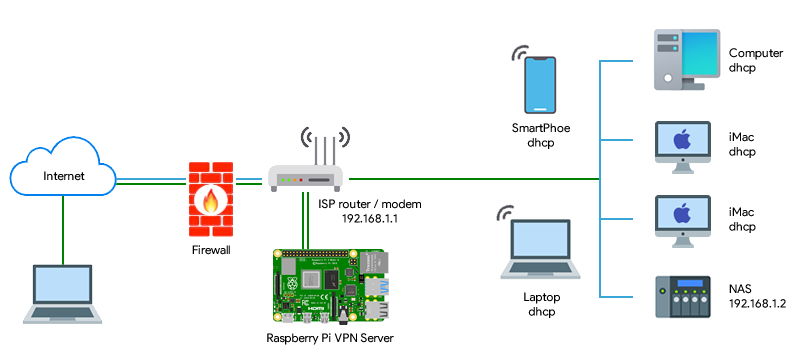 Internet
Firewall
ISP router / modem
192.168.1.1
HDMI
Raspberry Pi VPN Server
SmartPhoe
dhcp
Laptop
dhcp
Computer
dhcp
iMac
dhcp
iMac
dhcp
NAS
192.168.1.2